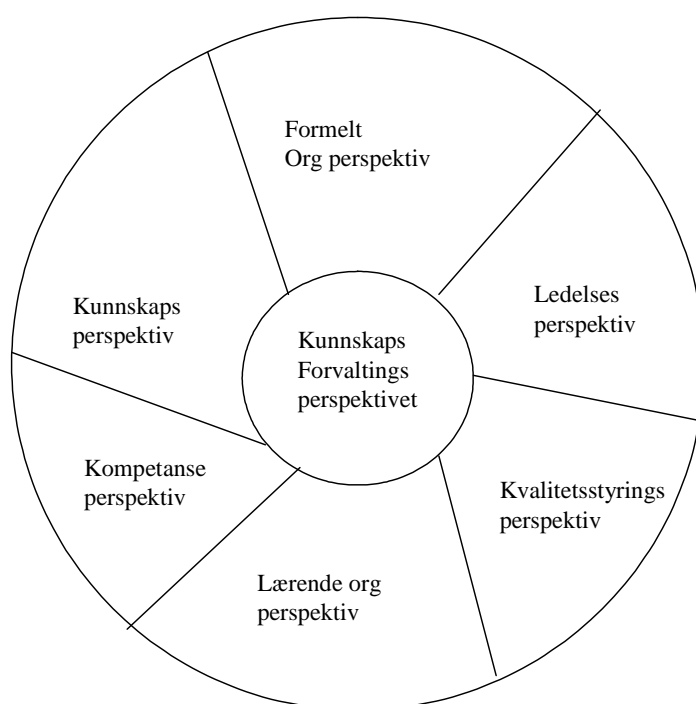 Formelt
Org perspektiv
Ledelses
perspektiv
Kunnskaps
perspektiv
Kunnskaps
Forvaltings
perspektivet
Kompetanse
perspektiv
Kvalitetsstyrings
perspektiv
Lærende org
perspektiv